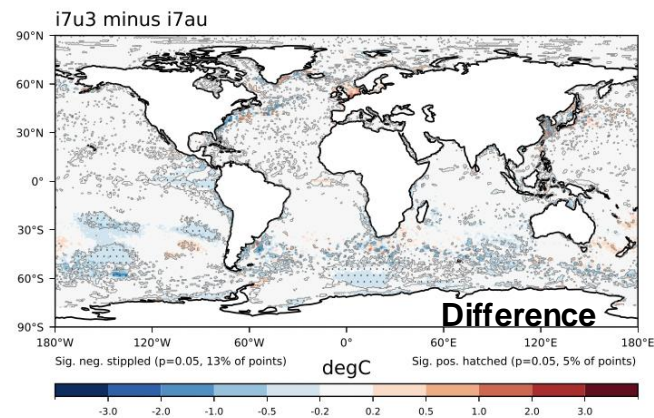 i7u3 minus i7au
90°N
60°N
30°N
0°
30°S
60°S
90°S
Difference
180°W 120°W 60°W 0° 60°E 120°E 180°E
Sig. neg. stippled (p=0.05, 13% of points) degC Sig. pos. hatched (p=0.05, 5% of points)
-3.0 -2.0 -1.0 -0.5 -0.2 0.2 0.5 1.0 2.0 3.0